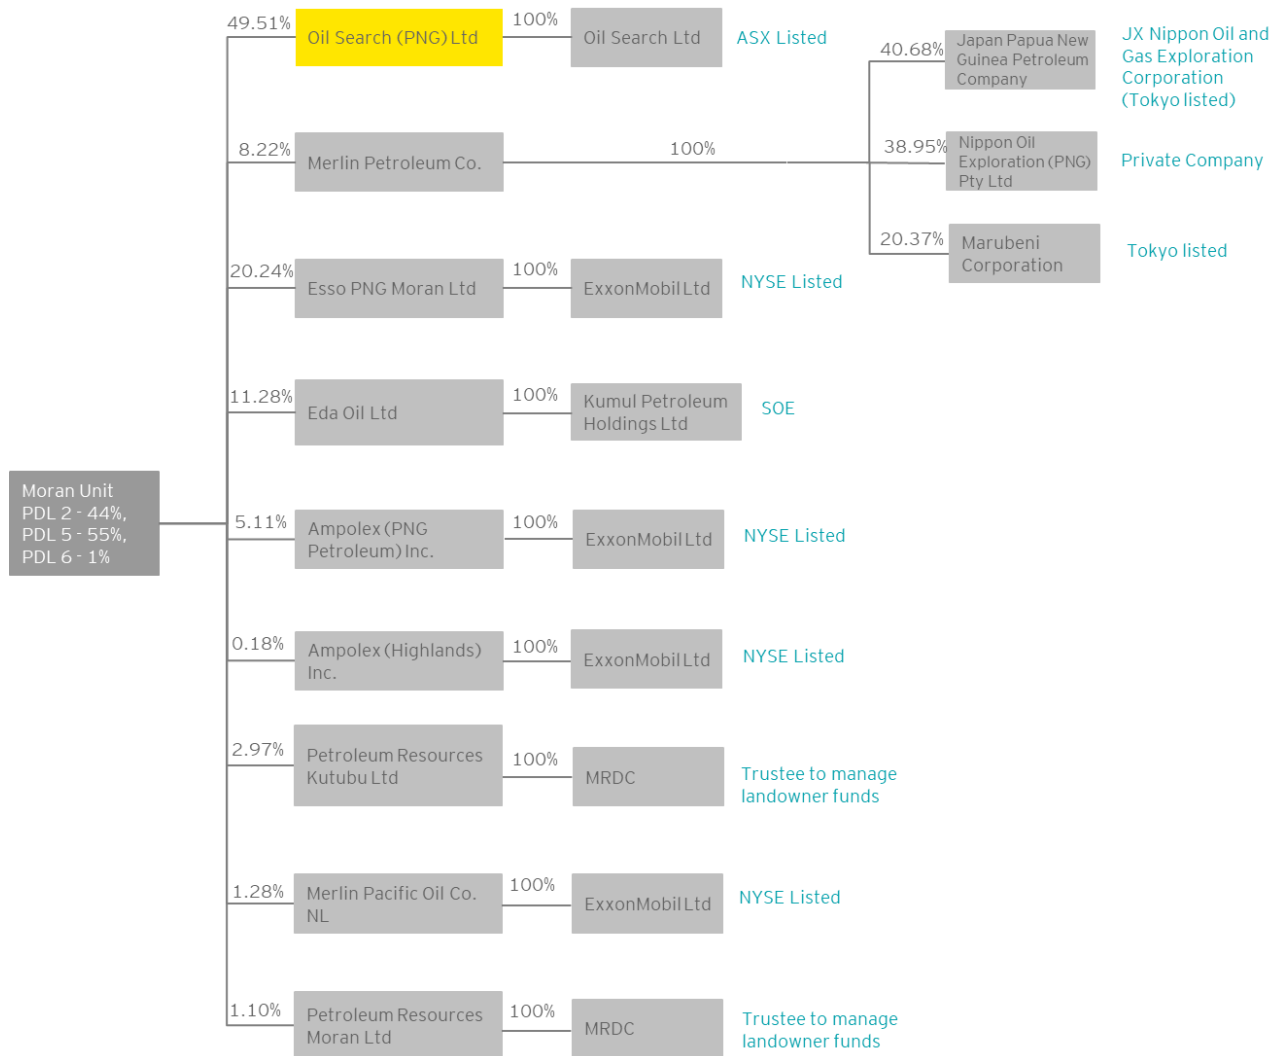 49.51%
Oil Search (PNG) Ltd
100%
Oil Search Ltd
ASX Listed
40.68%
Japan Papua New
Guinea Petroleum
Company
JX Nippon Oil and
Gas Exploration
Corporation
(Tokyo listed)
8.22%
Merlin Petroleum Co.
100%
38.95%
Nippon Oil
Exploration (PNG)
Pty Ltd
Private Company
20.37%
Marubeni
Corporation
Tokyo listed
20.24%
Esso PNG Moran Ltd
100%
ExxonMobil Ltd
NYSE Listed
11.28%
Eda Oil Ltd
100%
Kumul Petroleum
Holdings Ltd
SOE
Moran Unit
PDL 2 - 44%,
PDL 5 - 55%,
PDL 6 - 1%
5.11%
Ampolex (PNG
Petroleum) Inc.
100%
ExxonMobil Ltd
NYSE Listed
0.18%
Ampolex (Highlands)
Inc.
100%
ExxonMobil Ltd
NYSE Listed
2.97%
Petroleum Resources
Kutubu Ltd
100%
MRDC
Trustee to manage
landowner funds
1.28%
Merlin Pacific Oil Co.
NL
100%
ExxonMobil Ltd
NYSE Listed
1.10%
Petroleum Resources
Moran Ltd
100%
MRDC
Trustee to manage
landowner funds